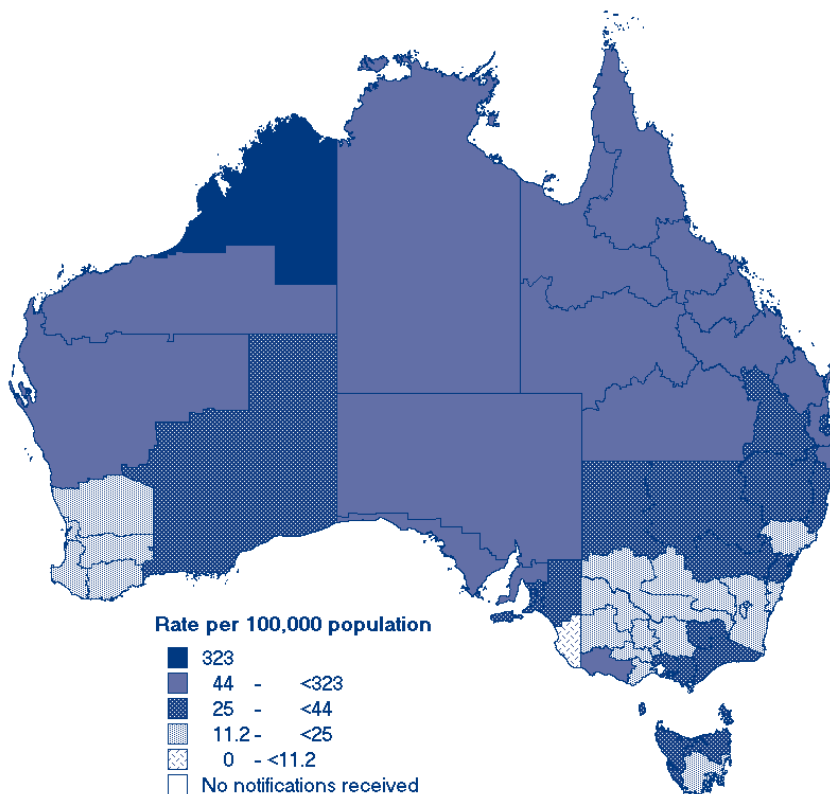 Rate per 100,000 population
323
44 - <323
25 - <44
11.2 - <25
0 - <11.2
No notifications received